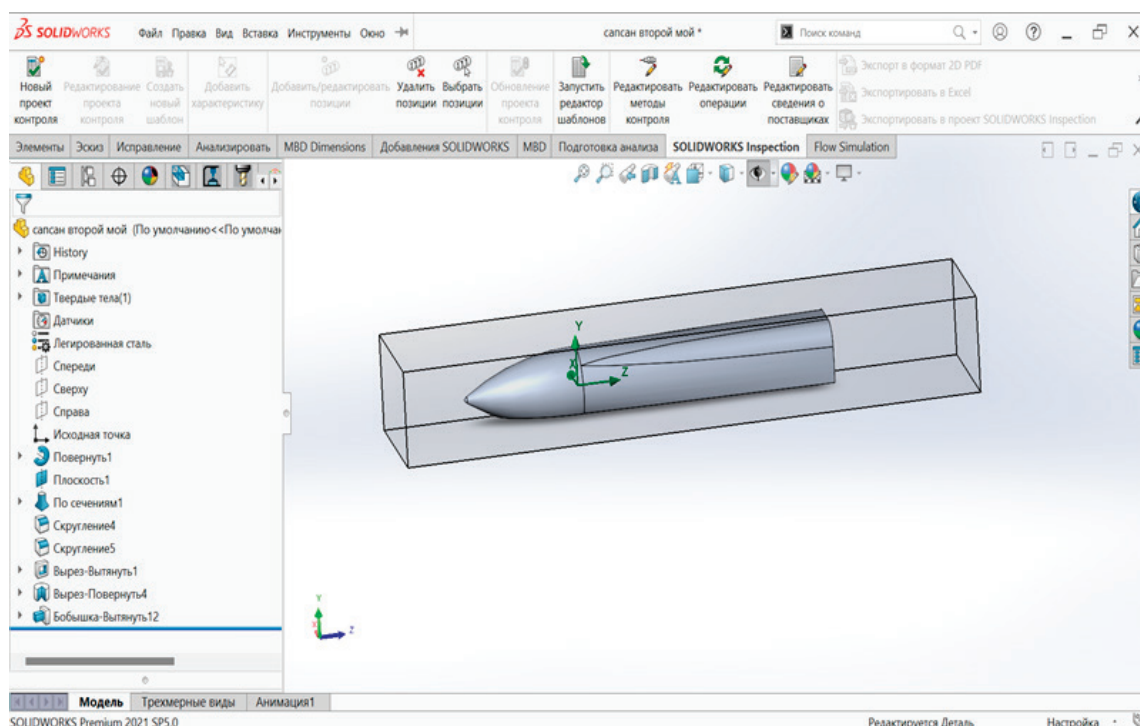 SOLIDWORKS Файл Правка Вид Вставка Инструменты Окно сапсан второй мой * Поиск команд
Новый проект контроля
Редактирование проекта контроля
Создать новый шаблон
Добавить характеристику
Добавить/редактировать позиции
Удалить позиции
Выбрать позиции
Обновление проекта контроля
Запустить редактор шаблонов
Редактировать методы контроля
Редактировать операции
Редактировать сведения о поставщиках
Экспорт в формат 2D PDF
Экспортировать в Excel
Экспортировать в проект SOLIDWORKS Inspection
Элементы Эскиз Исправление Анализировать MBD Dimensions Добавления SOLIDWORKS MBD Подготовка анализа SOLIDWORKS Inspection Flow Simulation
сапсан второй мой (По умолчанию<<По умолчан
History
Примечания
Твердые тела(1)
Датчики
Легированная сталь
Спереди
Сверху
Справа
Исходная точка
Повернуть1
Плоскость1
По сечениям1
Скругление4
Скругление5
Вырез-Вытянуть1
Вырез-Повернуть4
Бобышка-Вытянуть12
Y
X
Z
Y
X
Z
Модель Трехмерные виды Анимация1
SOLIDWORKS Premium 2021 SP5.0 Редактируется Деталь Настройка